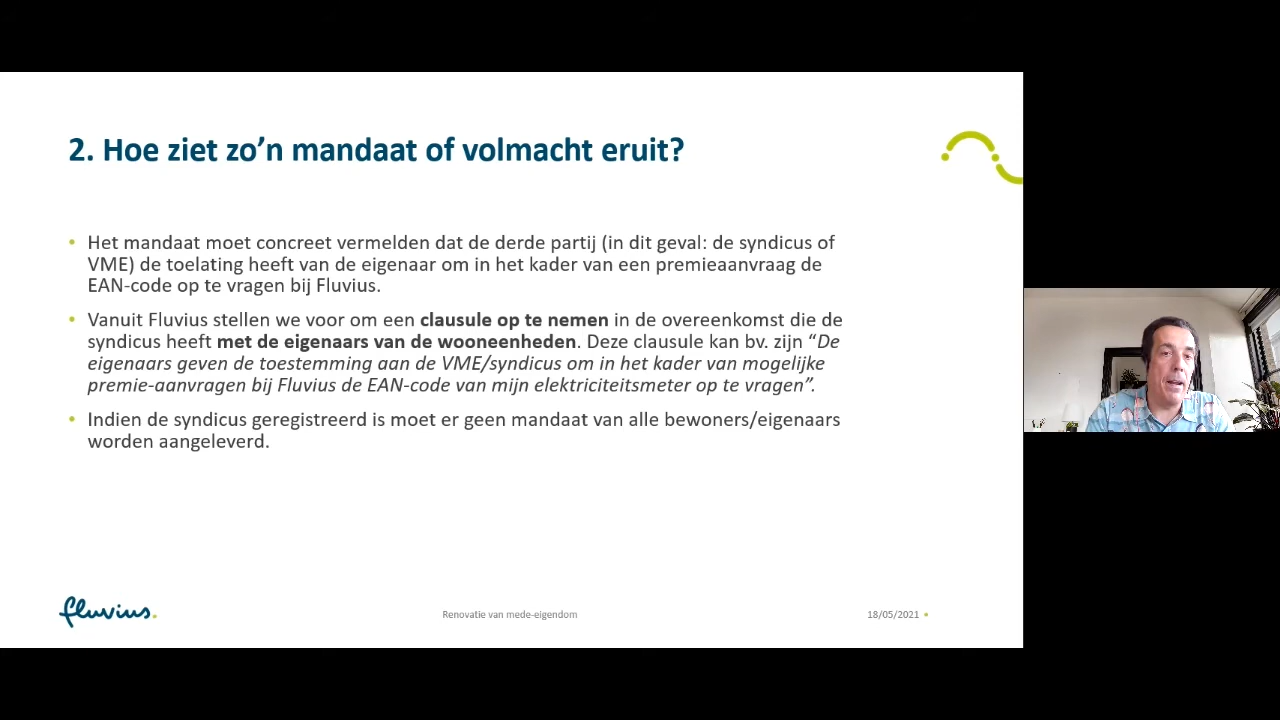 2. Hoe ziet zo’n mandaat of volmacht eruit?
• Het mandaat moet concreet vermelden dat de derde partij (in dit geval: de syndicus of
VME) de toelating heeft van de eigenaar om in het kader van een premieaanvraag de
EAN-code op te vragen bij Fluvius.
• Vanuit Fluvius stellen we voor om een clausule op te nemen in de overeenkomst die de
syndicus heeft met de eigenaars van de wooneenheden. Deze clausule kan bv. zijn “De
eigenaars geven de toestemming aan de VME/syndicus om in het kader van mogelijke
premie-aanvragen bij Fluvius de EAN-code van mijn elektriciteitsmeter op te vragen”.
• Indien de syndicus geregistreerd is moet er geen mandaat van alle bewoners/eigenaars
worden aangeleverd.
fluvius.
Renovatie van mede-eigendom
18/05/2021